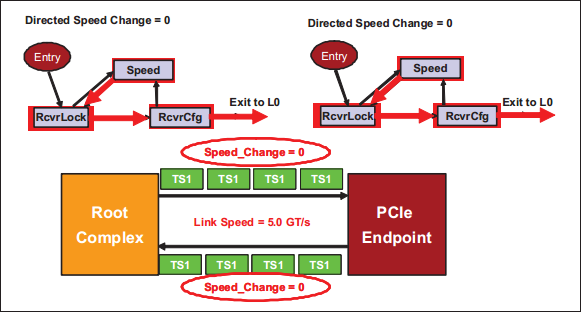 Directed Speed Change = 0
Directed Speed Change = 0
Entry
Speed
RcvrLock
RcvrCfg
Exit to L0
Entry
Speed
RcvrLock
RcvrCfg
Exit to L0
Speed_Change = 0
TS1 TS1 TS1 TS1
Root
Complex
Link Speed = 5.0 GT/s
PCIe
Endpoint
TS1 TS1 TS1 TS1
Speed_Change = 0